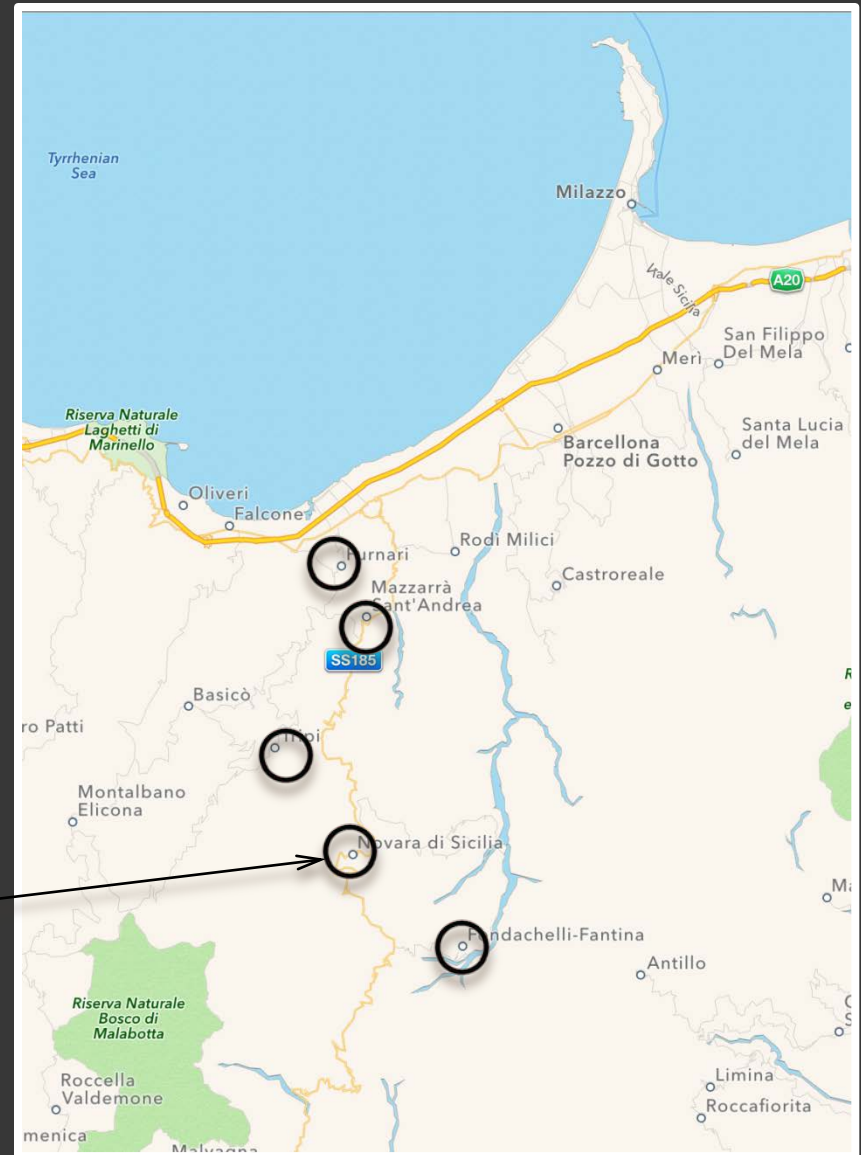 Tyrrhenian
Sea
Milazzo
Viale Sicilia
A20
San Filippo
Del Mela
Merì
Riserva Naturale
Laghetti di
Marinello
Santa Lucia
del Mela
Barcellona
Pozzo di Gotto
Oliveri
Falcone
Furnari
Rodì Milici
Castroreale
Mazzarrà
Sant'Andrea
SS185
Basicò
ro Patti
Tripi
Montalbano
Elicona
Novara di Sicilia
Fondachelli-Fantina
Antillo
Riserva Naturale
Bosco di
Malabotta
Roccella
Valdemone
Limina
Roccafiorita
menica
Malvagna